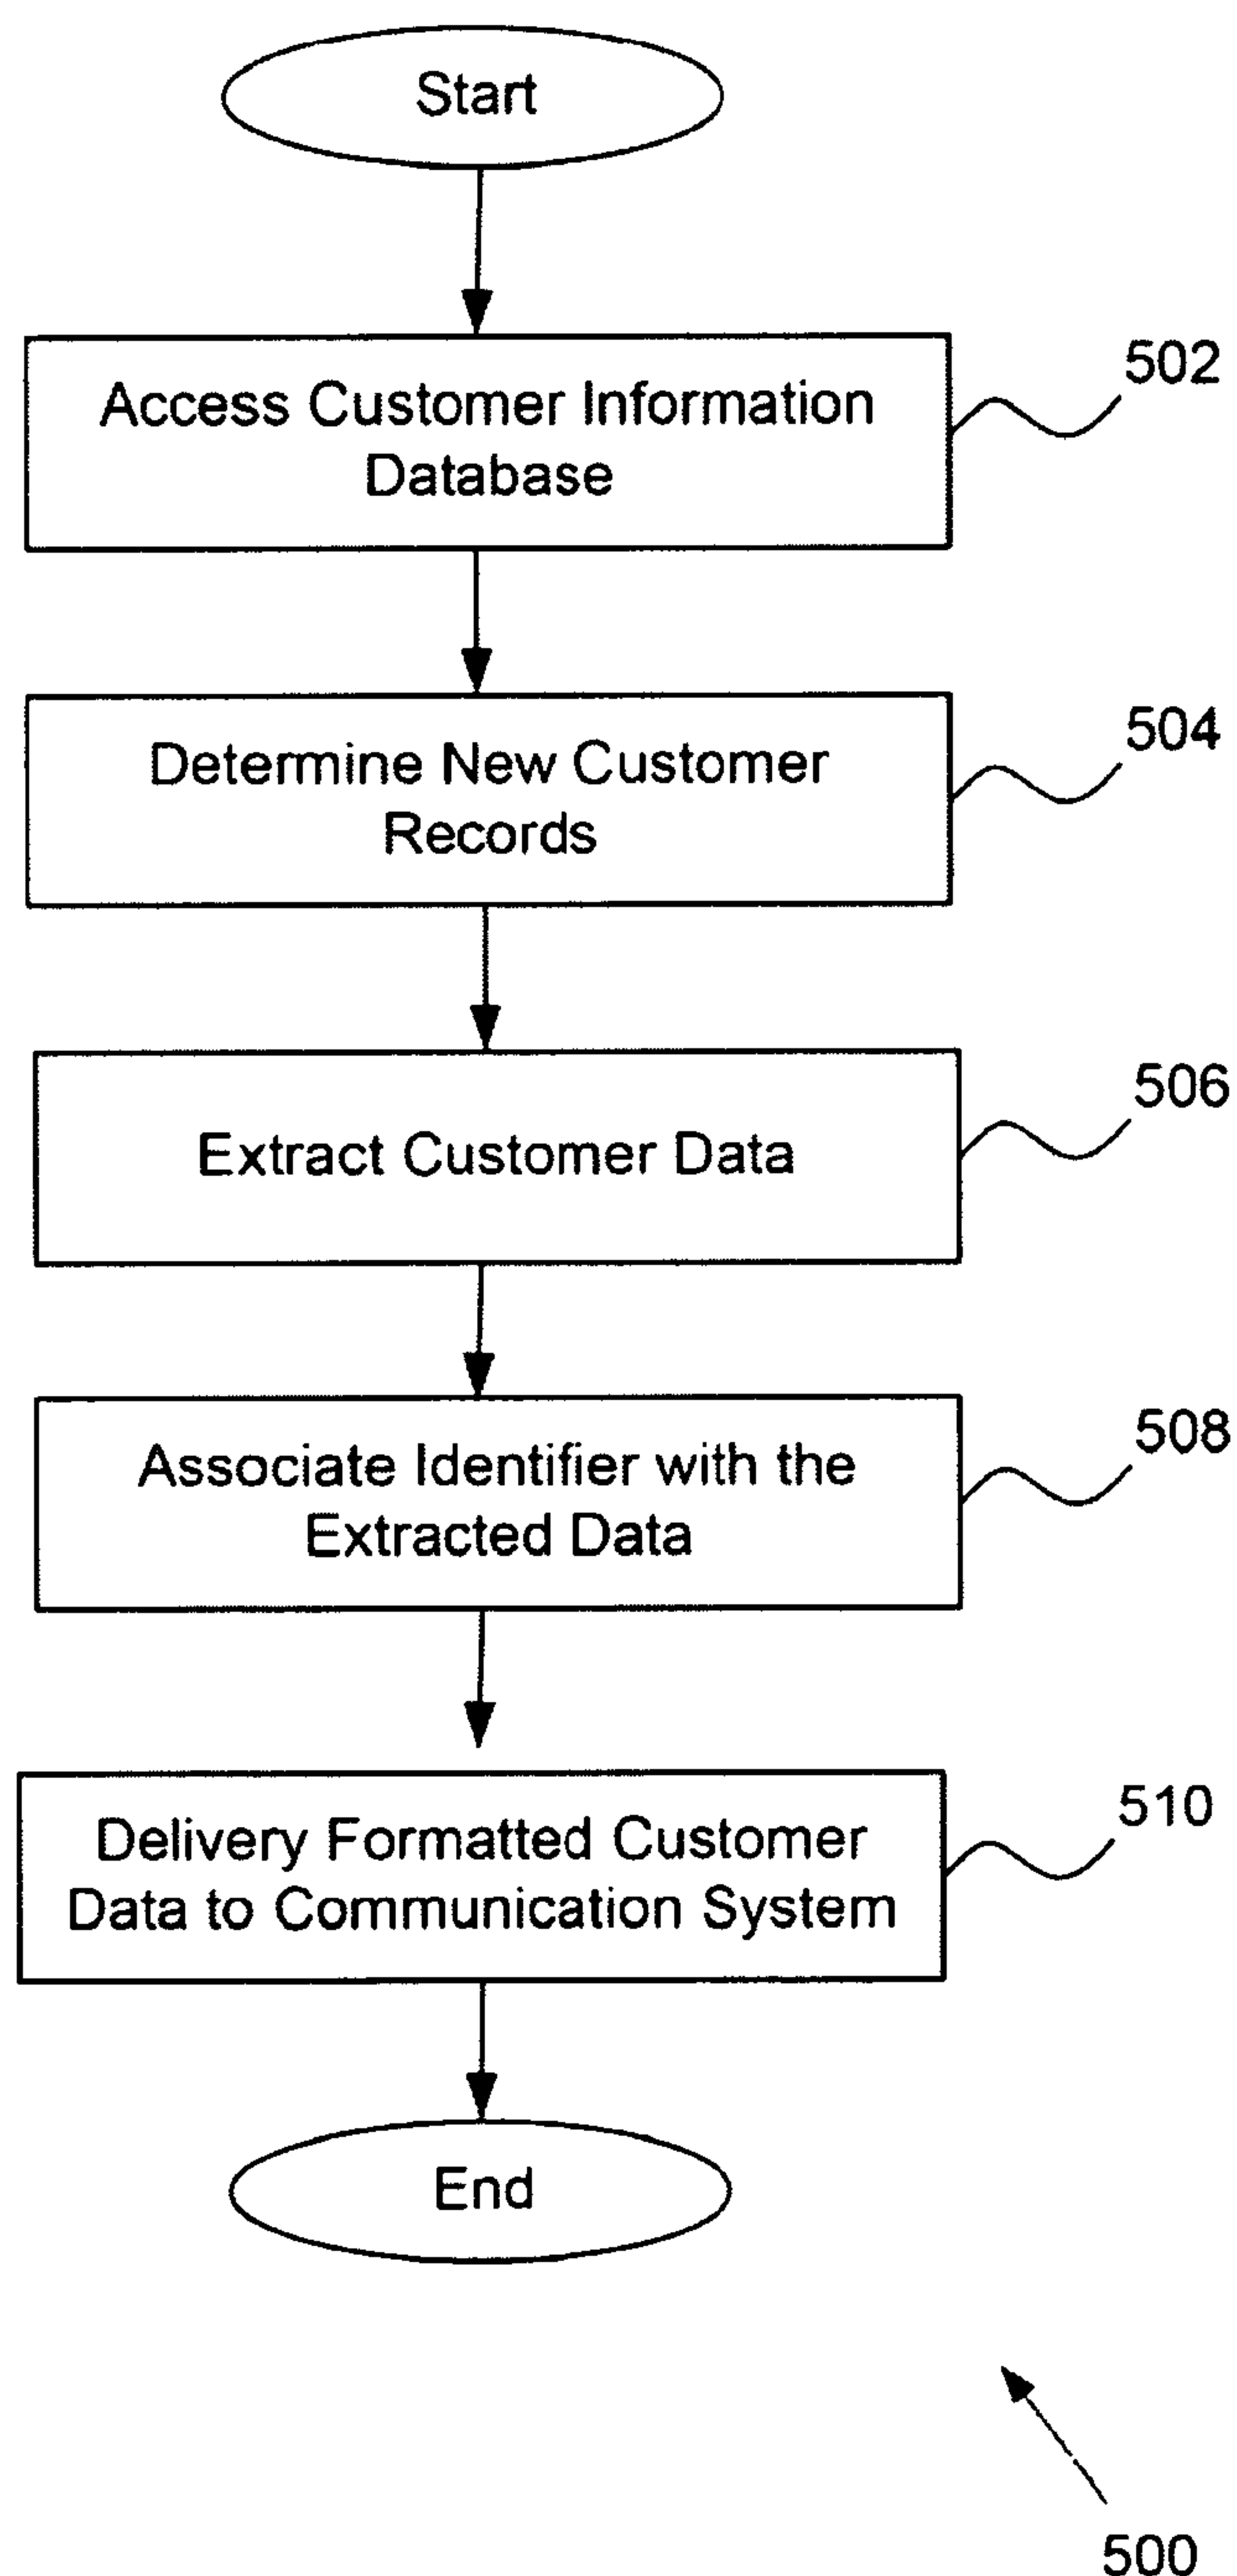 Start
Access Customer Information
Database
502
Determine New Customer
Records
504
Extract Customer Data
506
Associate Identifier with the
Extracted Data
508
Delivery Formatted Customer
Data to Communication System
510
End
500